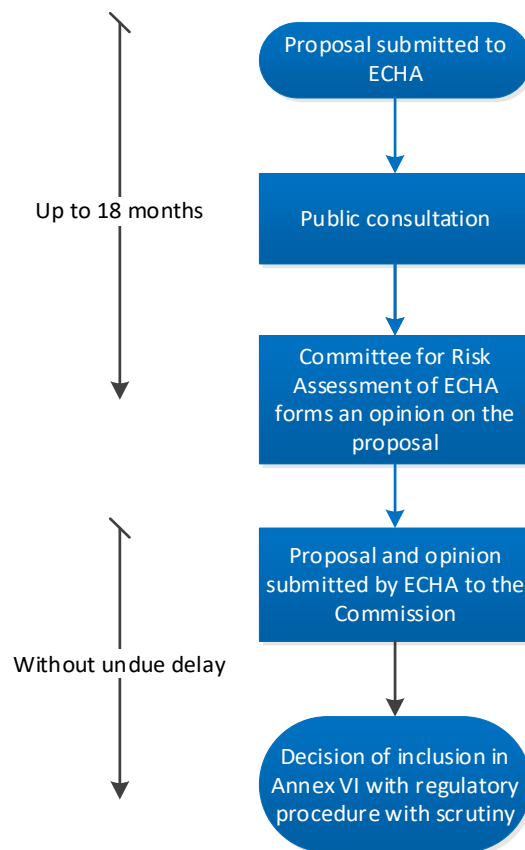 Proposal submitted to
ECHA
Up to 18 months
Public consultation
Committee for Risk
Assessment of ECHA
forms an opinion on the
proposal
Proposal and opinion
submitted by ECHA to the
Commission
Without undue delay
Decision of inclusion in
Annex VI with regulatory
procedure with scrutiny